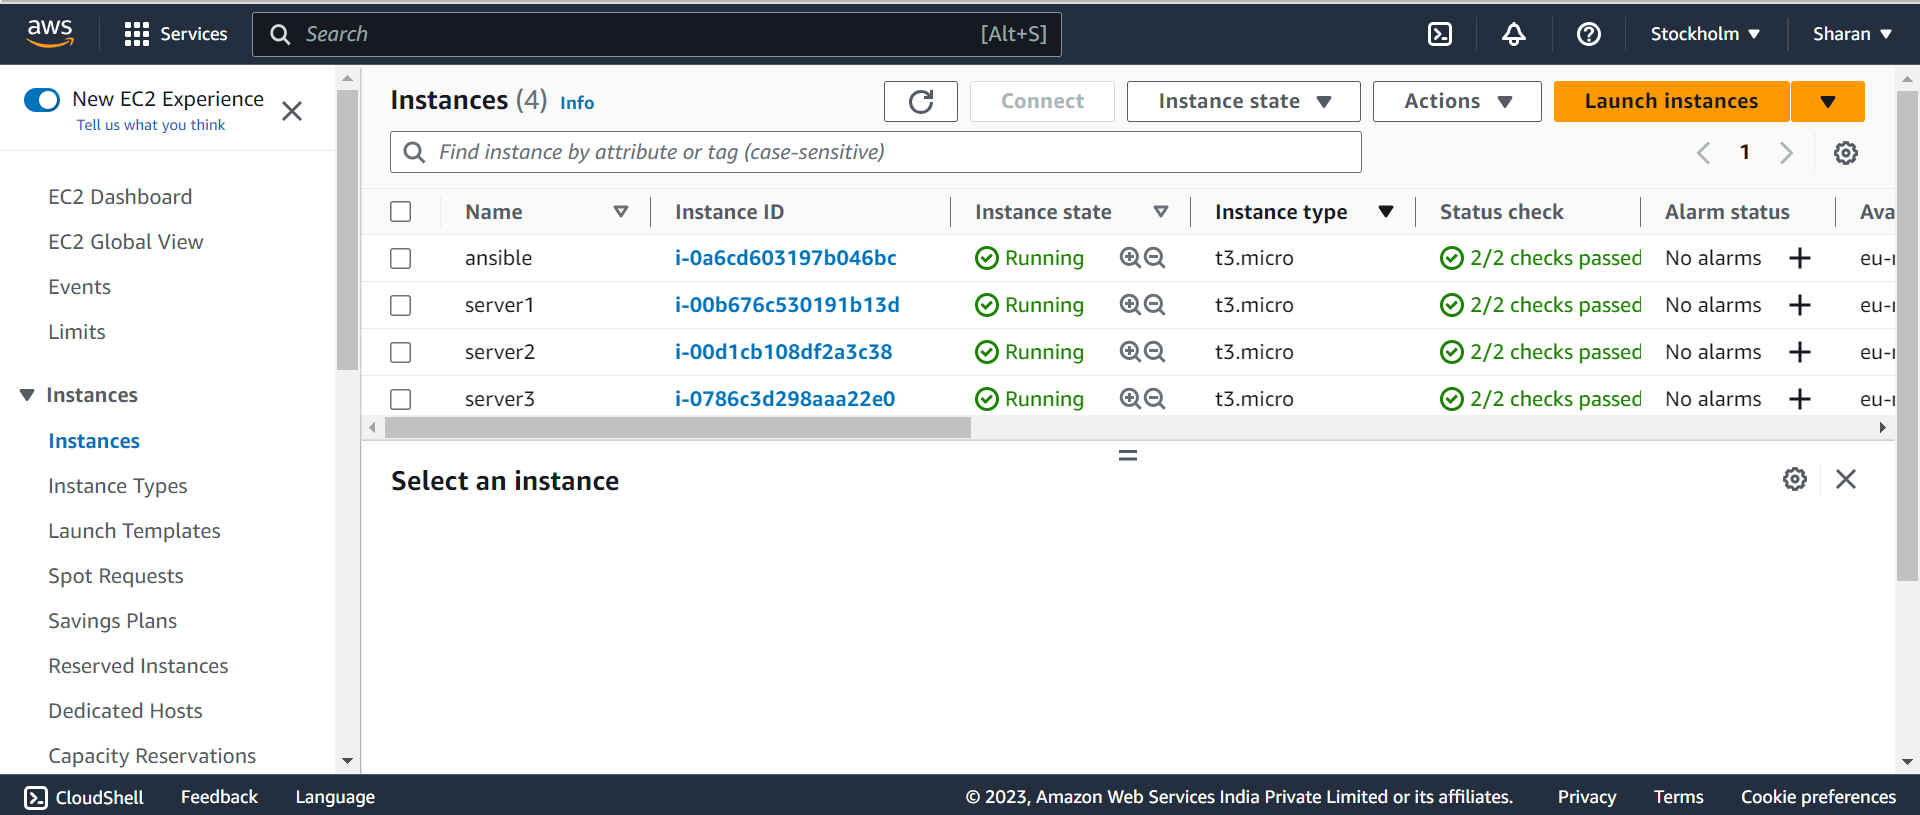 aws Services Search [Alt+S] Stockholm Sharan
New EC2 Experience
Tell us what you think
EC2 Dashboard
EC2 Global View
Events
Limits
Instances
Instances
Instance Types
Launch Templates
Spot Requests
Savings Plans
Reserved Instances
Dedicated Hosts
Capacity Reservations
Instances (4) Info Connect Instance state Actions Launch instances
Find instance by attribute or tag (case-sensitive) 1
Name Instance ID Instance state Instance type Status check Alarm status Ava
ansible i-0a6cd603197b046bc Running t3.micro 2/2 checks passed No alarms + eu-
server1 i-00b676c530191b13d Running t3.micro 2/2 checks passed No alarms + eu-
server2 i-00d1cb108df2a3c38 Running t3.micro 2/2 checks passed No alarms + eu-
server3 i-0786c3d298aaa22e0 Running t3.micro 2/2 checks passed No alarms + eu-
Select an instance
CloudShell Feedback Language © 2023, Amazon Web Services India Private Limited or its affiliates. Privacy Terms Cookie preferences